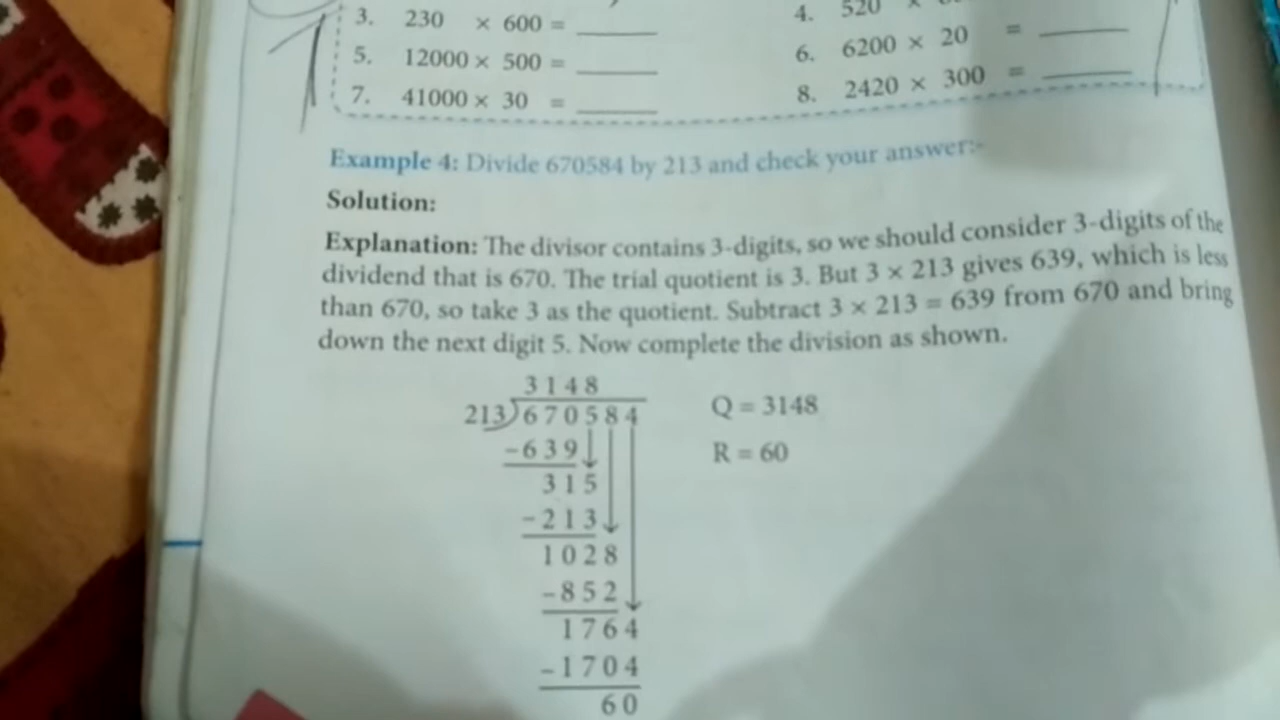 3. 230 × 600 = ______
4. 520 ×
5. 12000 × 500 = ______
6. 6200 × 20 = ______
7. 41000 × 30 = ______
8. 2420 × 300 = ______
Example 4: Divide 670584 by 213 and check your answer:-
Solution:
Explanation: The divisor contains 3-digits, so we should consider 3-digits of the
dividend that is 670. The trial quotient is 3. But 3 × 213 gives 639, which is less
than 670, so take 3 as the quotient. Subtract 3 × 213 = 639 from 670 and bring
down the next digit 5. Now complete the division as shown.
3148
213)670584
-639
315
-213
1028
-852
1764
-1704
60
Q = 3148
R = 60